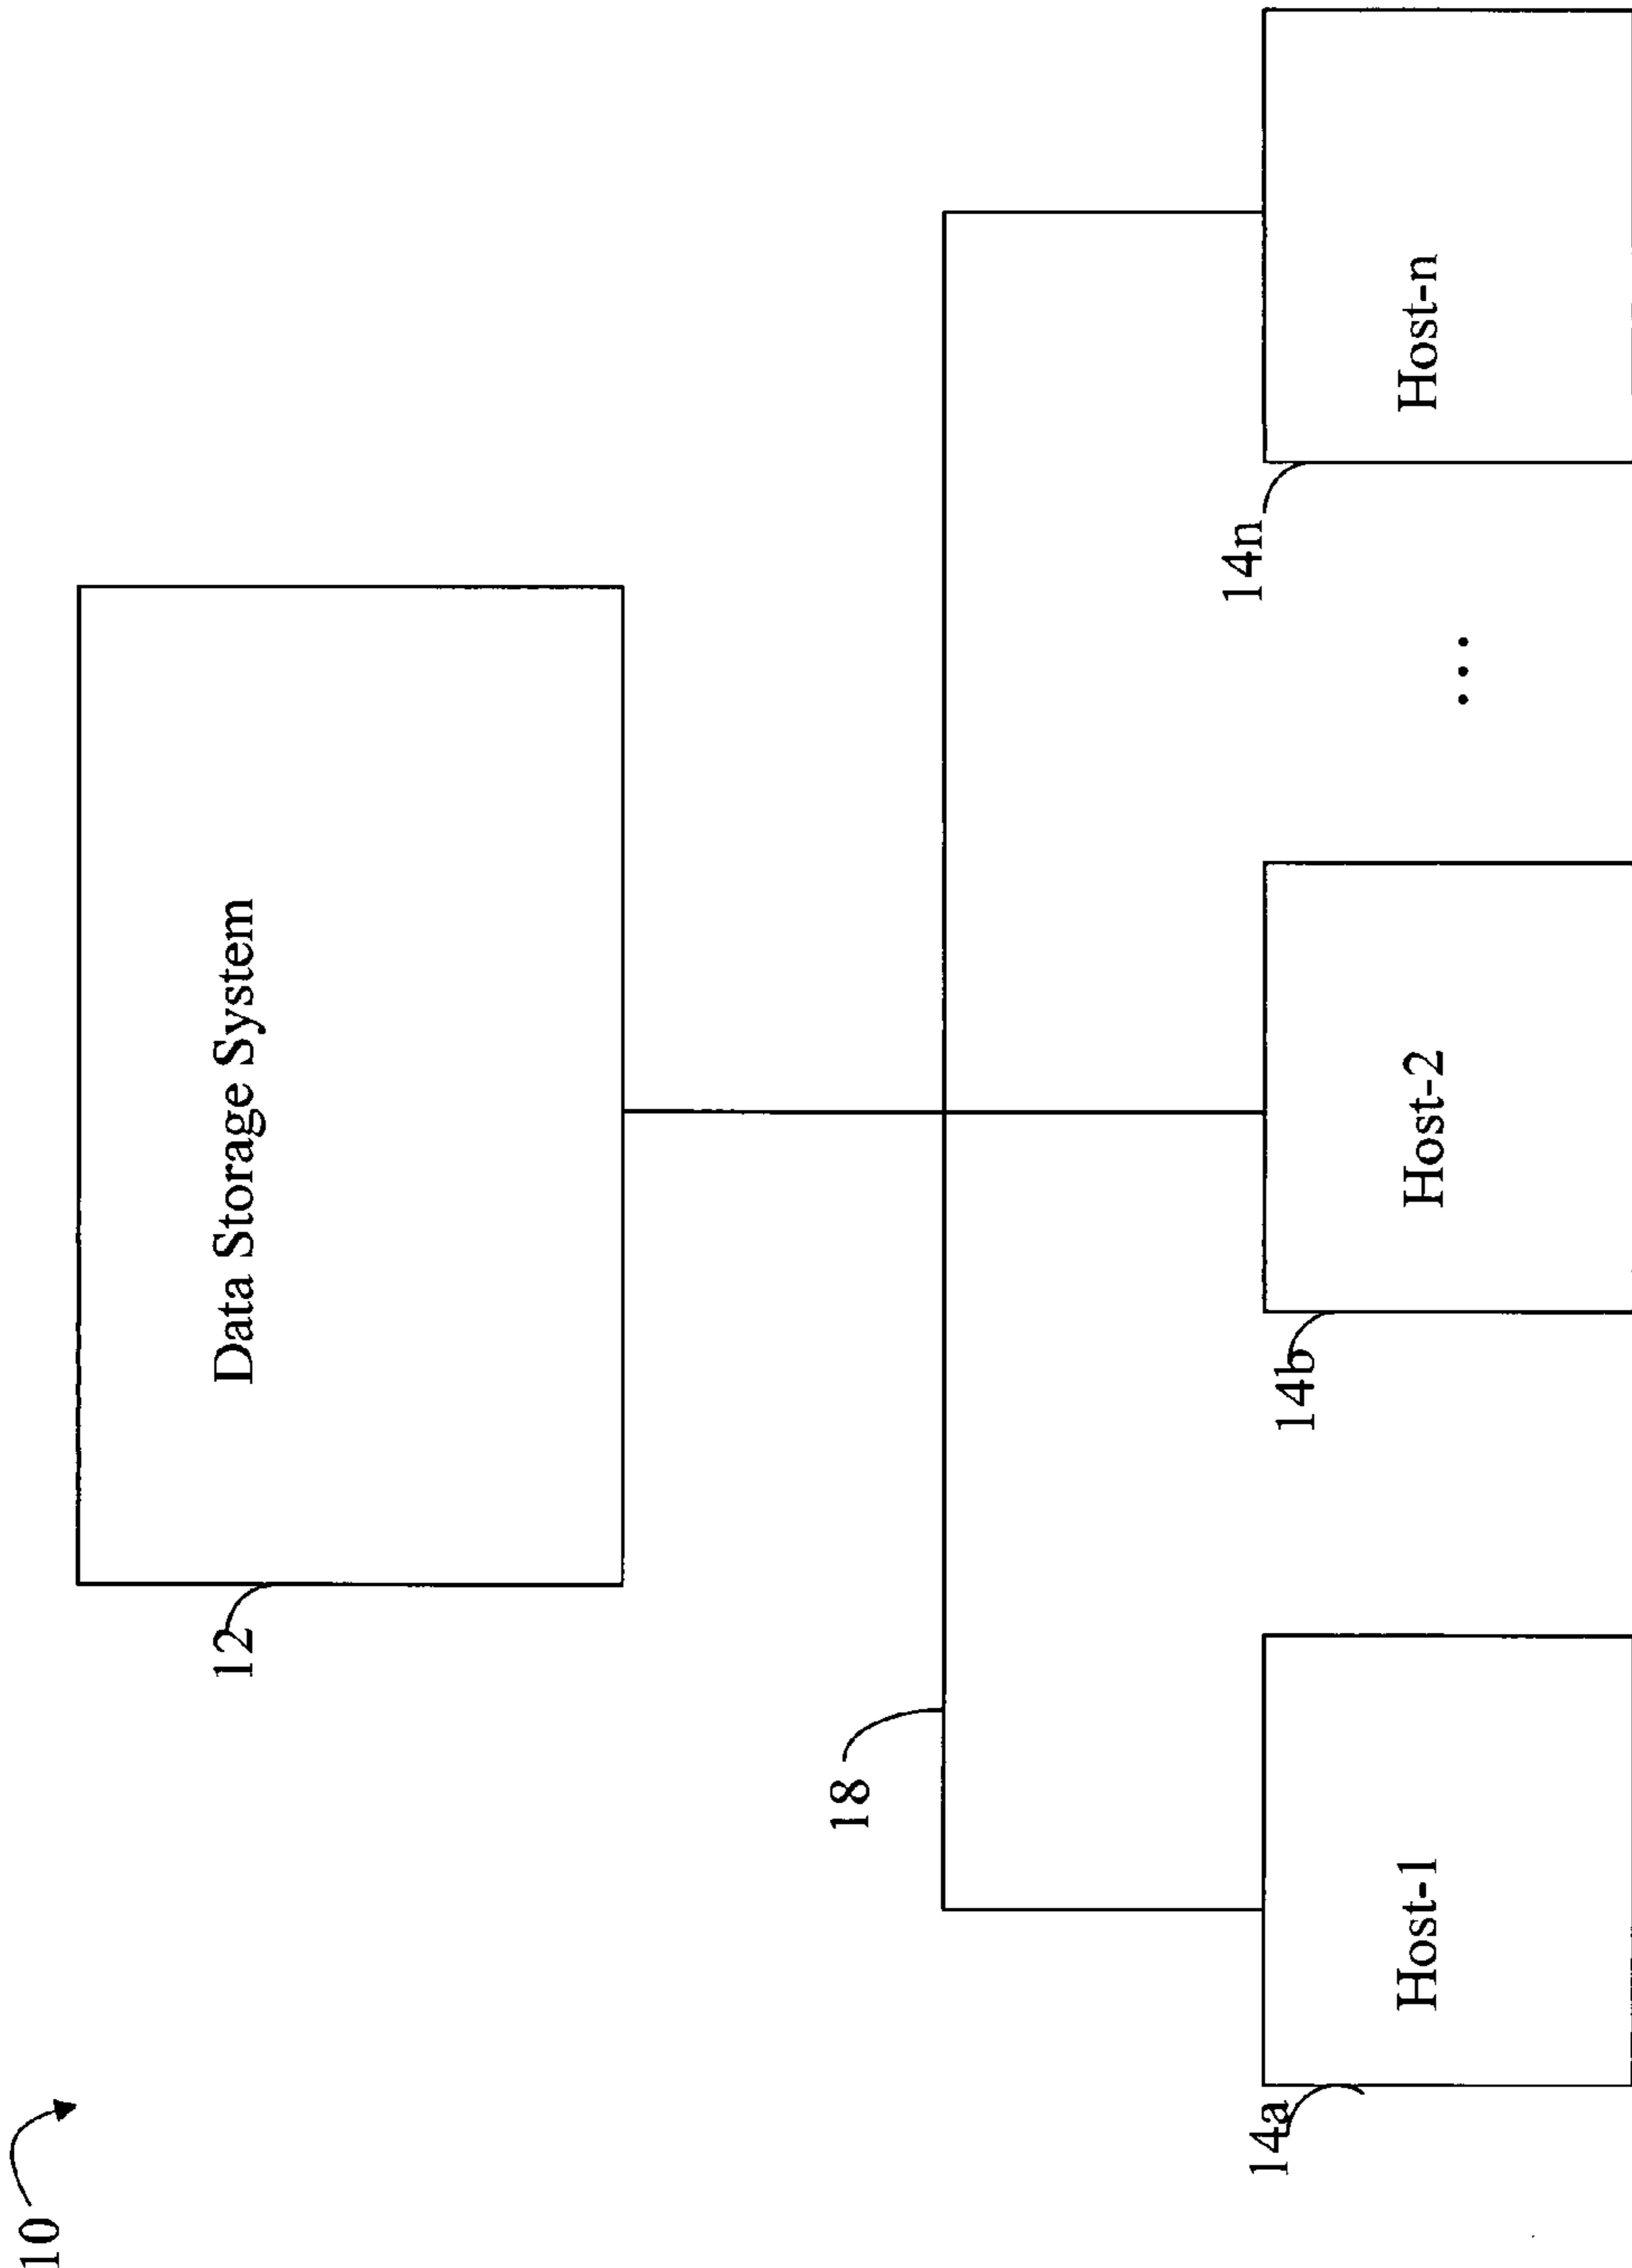 10
12
Data Storage System
18
14a
Host-1
14b
Host-2
...
14n
Host-n